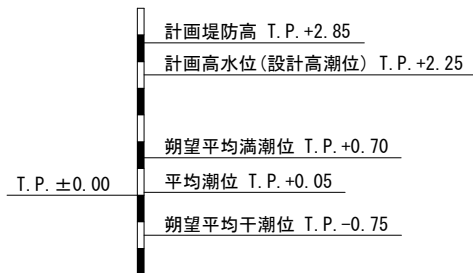 計画堤防高 T.P.+2.85
計画高水位(設計高潮位) T.P.+2.25
朔望平均満潮位 T.P.+0.70
T.P.±0.00
平均潮位 T.P.+0.05
朔望平均干潮位 T.P.-0.75